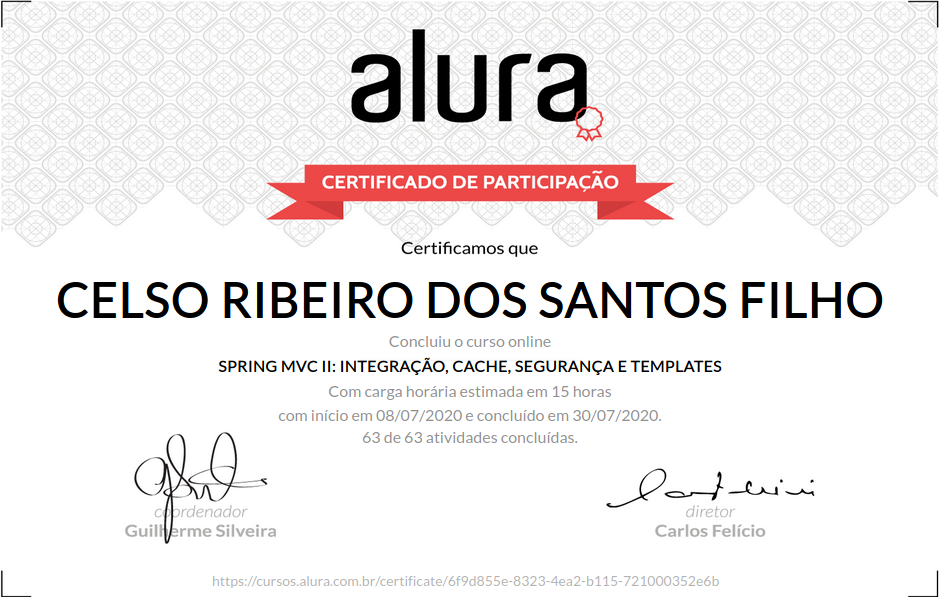 alura
CERTIFICADO DE PARTICIPAÇÃO
Certificamos que
CELSO RIBEIRO DOS SANTOS FILHO
Concluiu o curso online
SPRING MVC II: INTEGRAÇÃO, CACHE, SEGURANÇA E TEMPLATES
Com carga horária estimada em 15 horas
com início em 08/07/2020 e concluído em 30/07/2020.
63 de 63 atividades concluídas.
coordenador
Guilherme Silveira
diretor
Carlos Felício
https://cursos.alura.com.br/certificate/6f9d855e-8323-4ea2-b115-721000352e6b